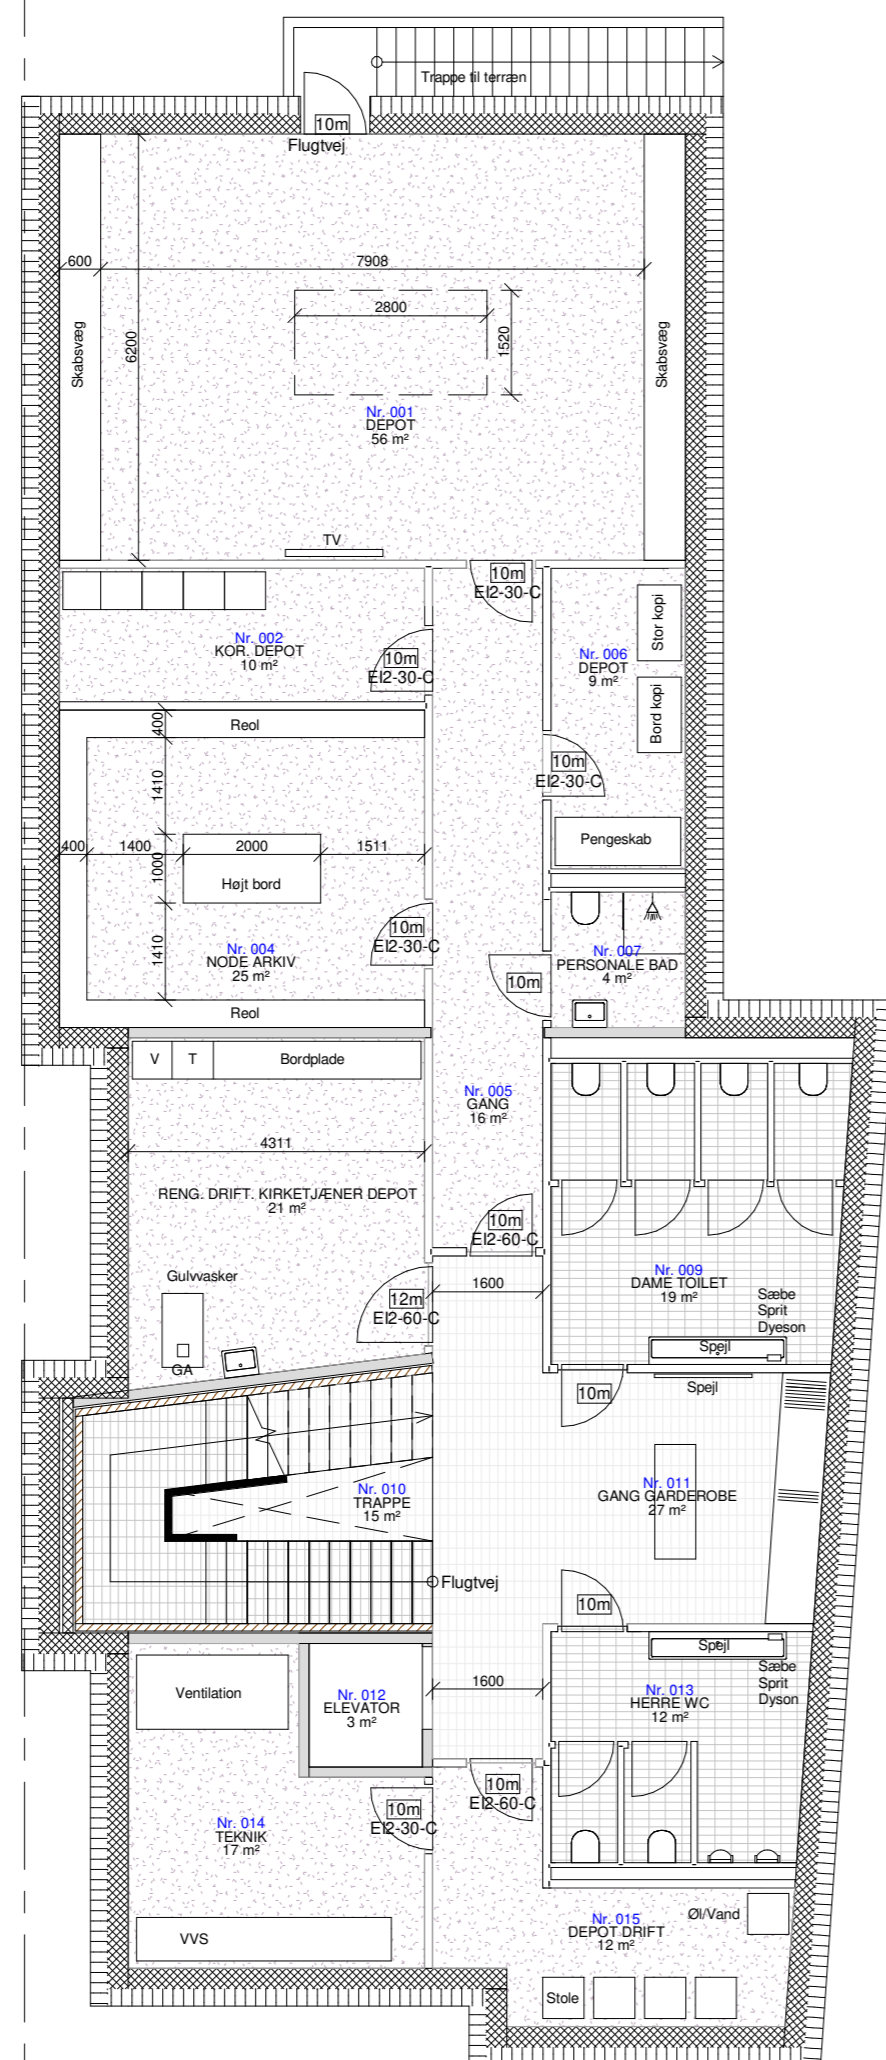 Trappe til terræn
10m
Flugtvej
600
7908
2800
1520
6200
Skabsvæg
Skabsvæg
Nr. 001
DEPOT
56 m²
TV
10m
EI2-30-C
Nr. 002
KOR. DEPOT
10 m²
10m
EI2-30-C
Nr. 006
DEPOT
9 m²
Stor kopi
Bord kopi
400
Reol
1410
10m
EI2-30-C
400
1400
2000
1511
1000
Højt bord
Pengeskab
1410
Nr. 004
NODE ARKIV
25 m²
10m
EI2-30-C
Nr. 007
PERSONALE BAD
4 m²
10m
Reol
V
T
Bordplade
Nr. 005
GANG
16 m²
4311
RENG. DRIFT. KIRKETJÆNER DEPOT
21 m²
10m
EI2-60-C
Gulvvasker
GA
12m
EI2-60-C
1600
Nr. 009
DAME TOILET
19 m²
Sæbe
Sprit
Dyeson
Spejl
Spejl
10m
Nr. 010
TRAPPE
15 m²
Nr. 011
GANG GARDEROBE
27 m²
Flugtvej
10m
Spejl
Sæbe
Sprit
Dyson
Ventilation
Nr. 012
ELEVATOR
3 m²
1600
Nr. 013
HERRE WC
12 m²
10m
EI2-60-C
10m
EI2-30-C
Nr. 014
TEKNIK
17 m²
VVS
Nr. 015
DEPOT DRIFT
12 m²
Øl/Vand
Stole